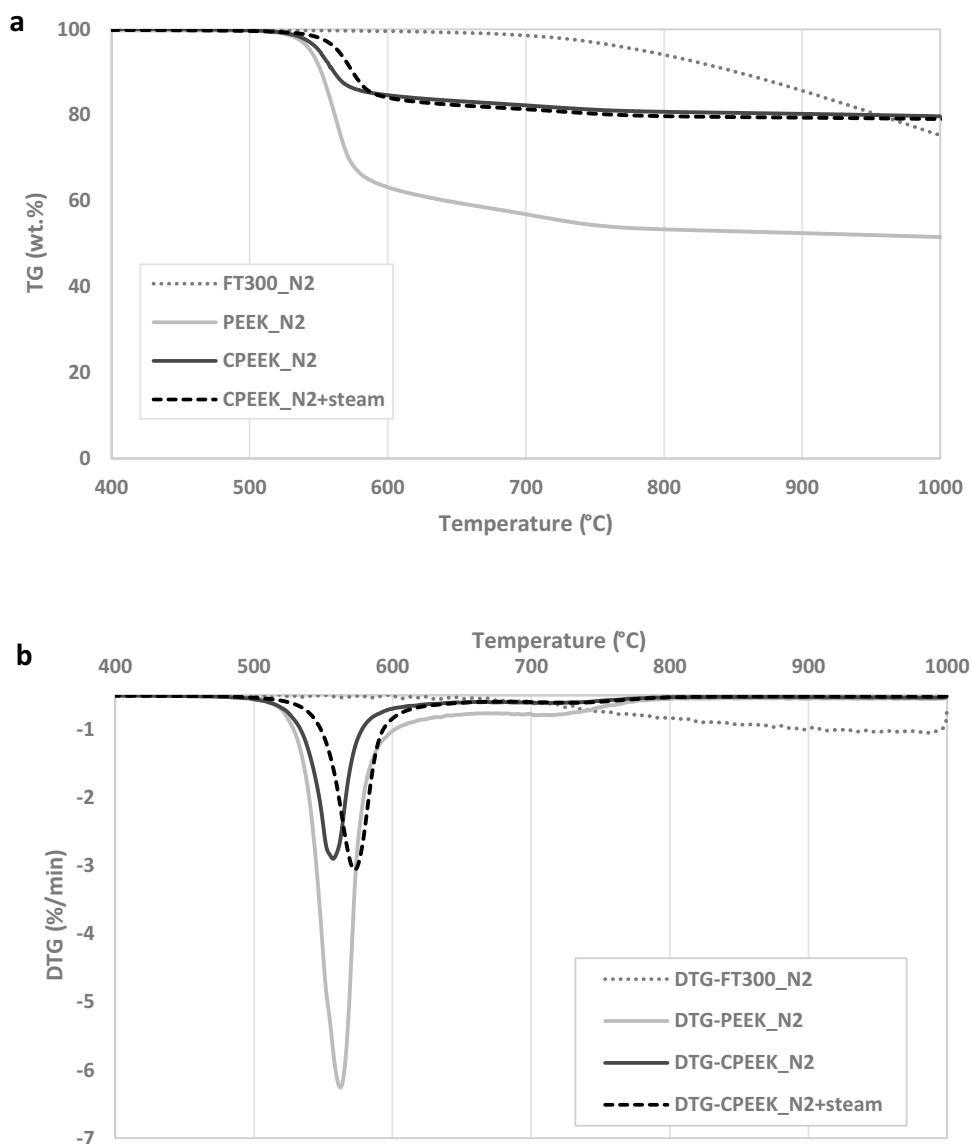 a
100
80
60
40
20
0
TG (wt.%)
FT300_N2
PEEK_N2
CPEEK_N2
CPEEK_N2+steam
400 500 600 700 800 900 1000
Temperature (°C)
b
Temperature (°C)
400 500 600 700 800 900 1000
-1
-2
-3
-4
-5
-6
-7
DTG (%/min)
DTG-FT300_N2
DTG-PEEK_N2
DTG-CPEEK_N2
DTG-CPEEK_N2+steam